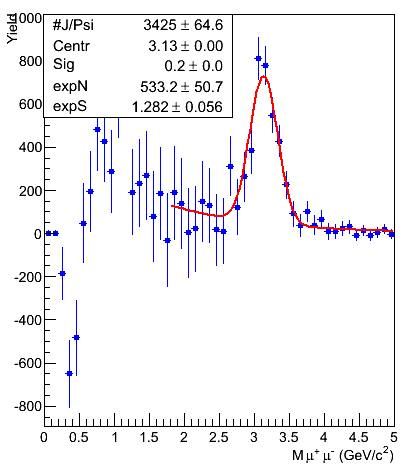 Yield
1000
#J/Psi 3425 ± 64.6
Centr 3.13 ± 0.00
Sig 0.2 ± 0.0
expN 533.2 ± 50.7
expS 1.282 ± 0.056
800
600
400
200
0
-200
-400
-600
-800
0 0.5 1 1.5 2 2.5 3 3.5 4 4.5 5
M μ⁺ μ⁻ (GeV/c²)